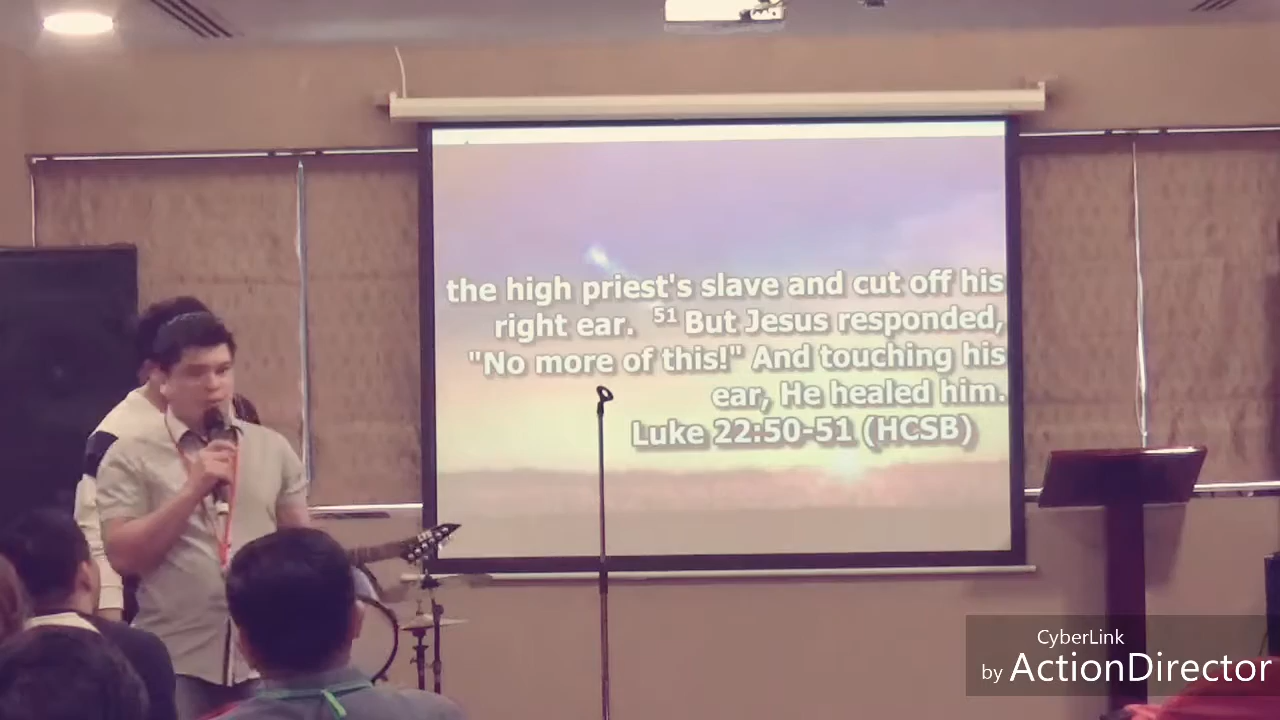 the high priest's slave and cut off his
right ear. 51 But Jesus responded,
"No more of this!" And touching his
ear, He healed him.
Luke 22:50-51 (HCSB)
CyberLink
by ActionDirector